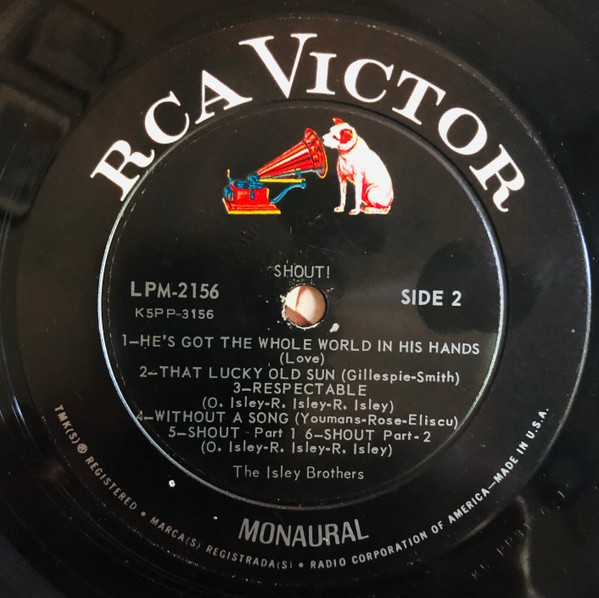 RCA VICTOR
SHOUT!
LPM-2156 SIDE 2
K5PP-3156
1—HE'S GOT THE WHOLE WORLD IN HIS HANDS
(Love)
2—THAT LUCKY OLD SUN (Gillespie-Smith)
3—RESPECTABLE
(O. Isley-R. Isley-R. Isley)
4—WITHOUT A SONG (Youmans-Rose-Eliscu)
5—SHOUT - Part 1 6—SHOUT Part - 2
(O. Isley-R. Isley-R. Isley)
The Isley Brothers
MONAURAL
TMK(S)® REGISTERED • MARCA(S) REGISTRADA(S) • RADIO CORPORATION OF AMERICA—MADE IN U.S.A.